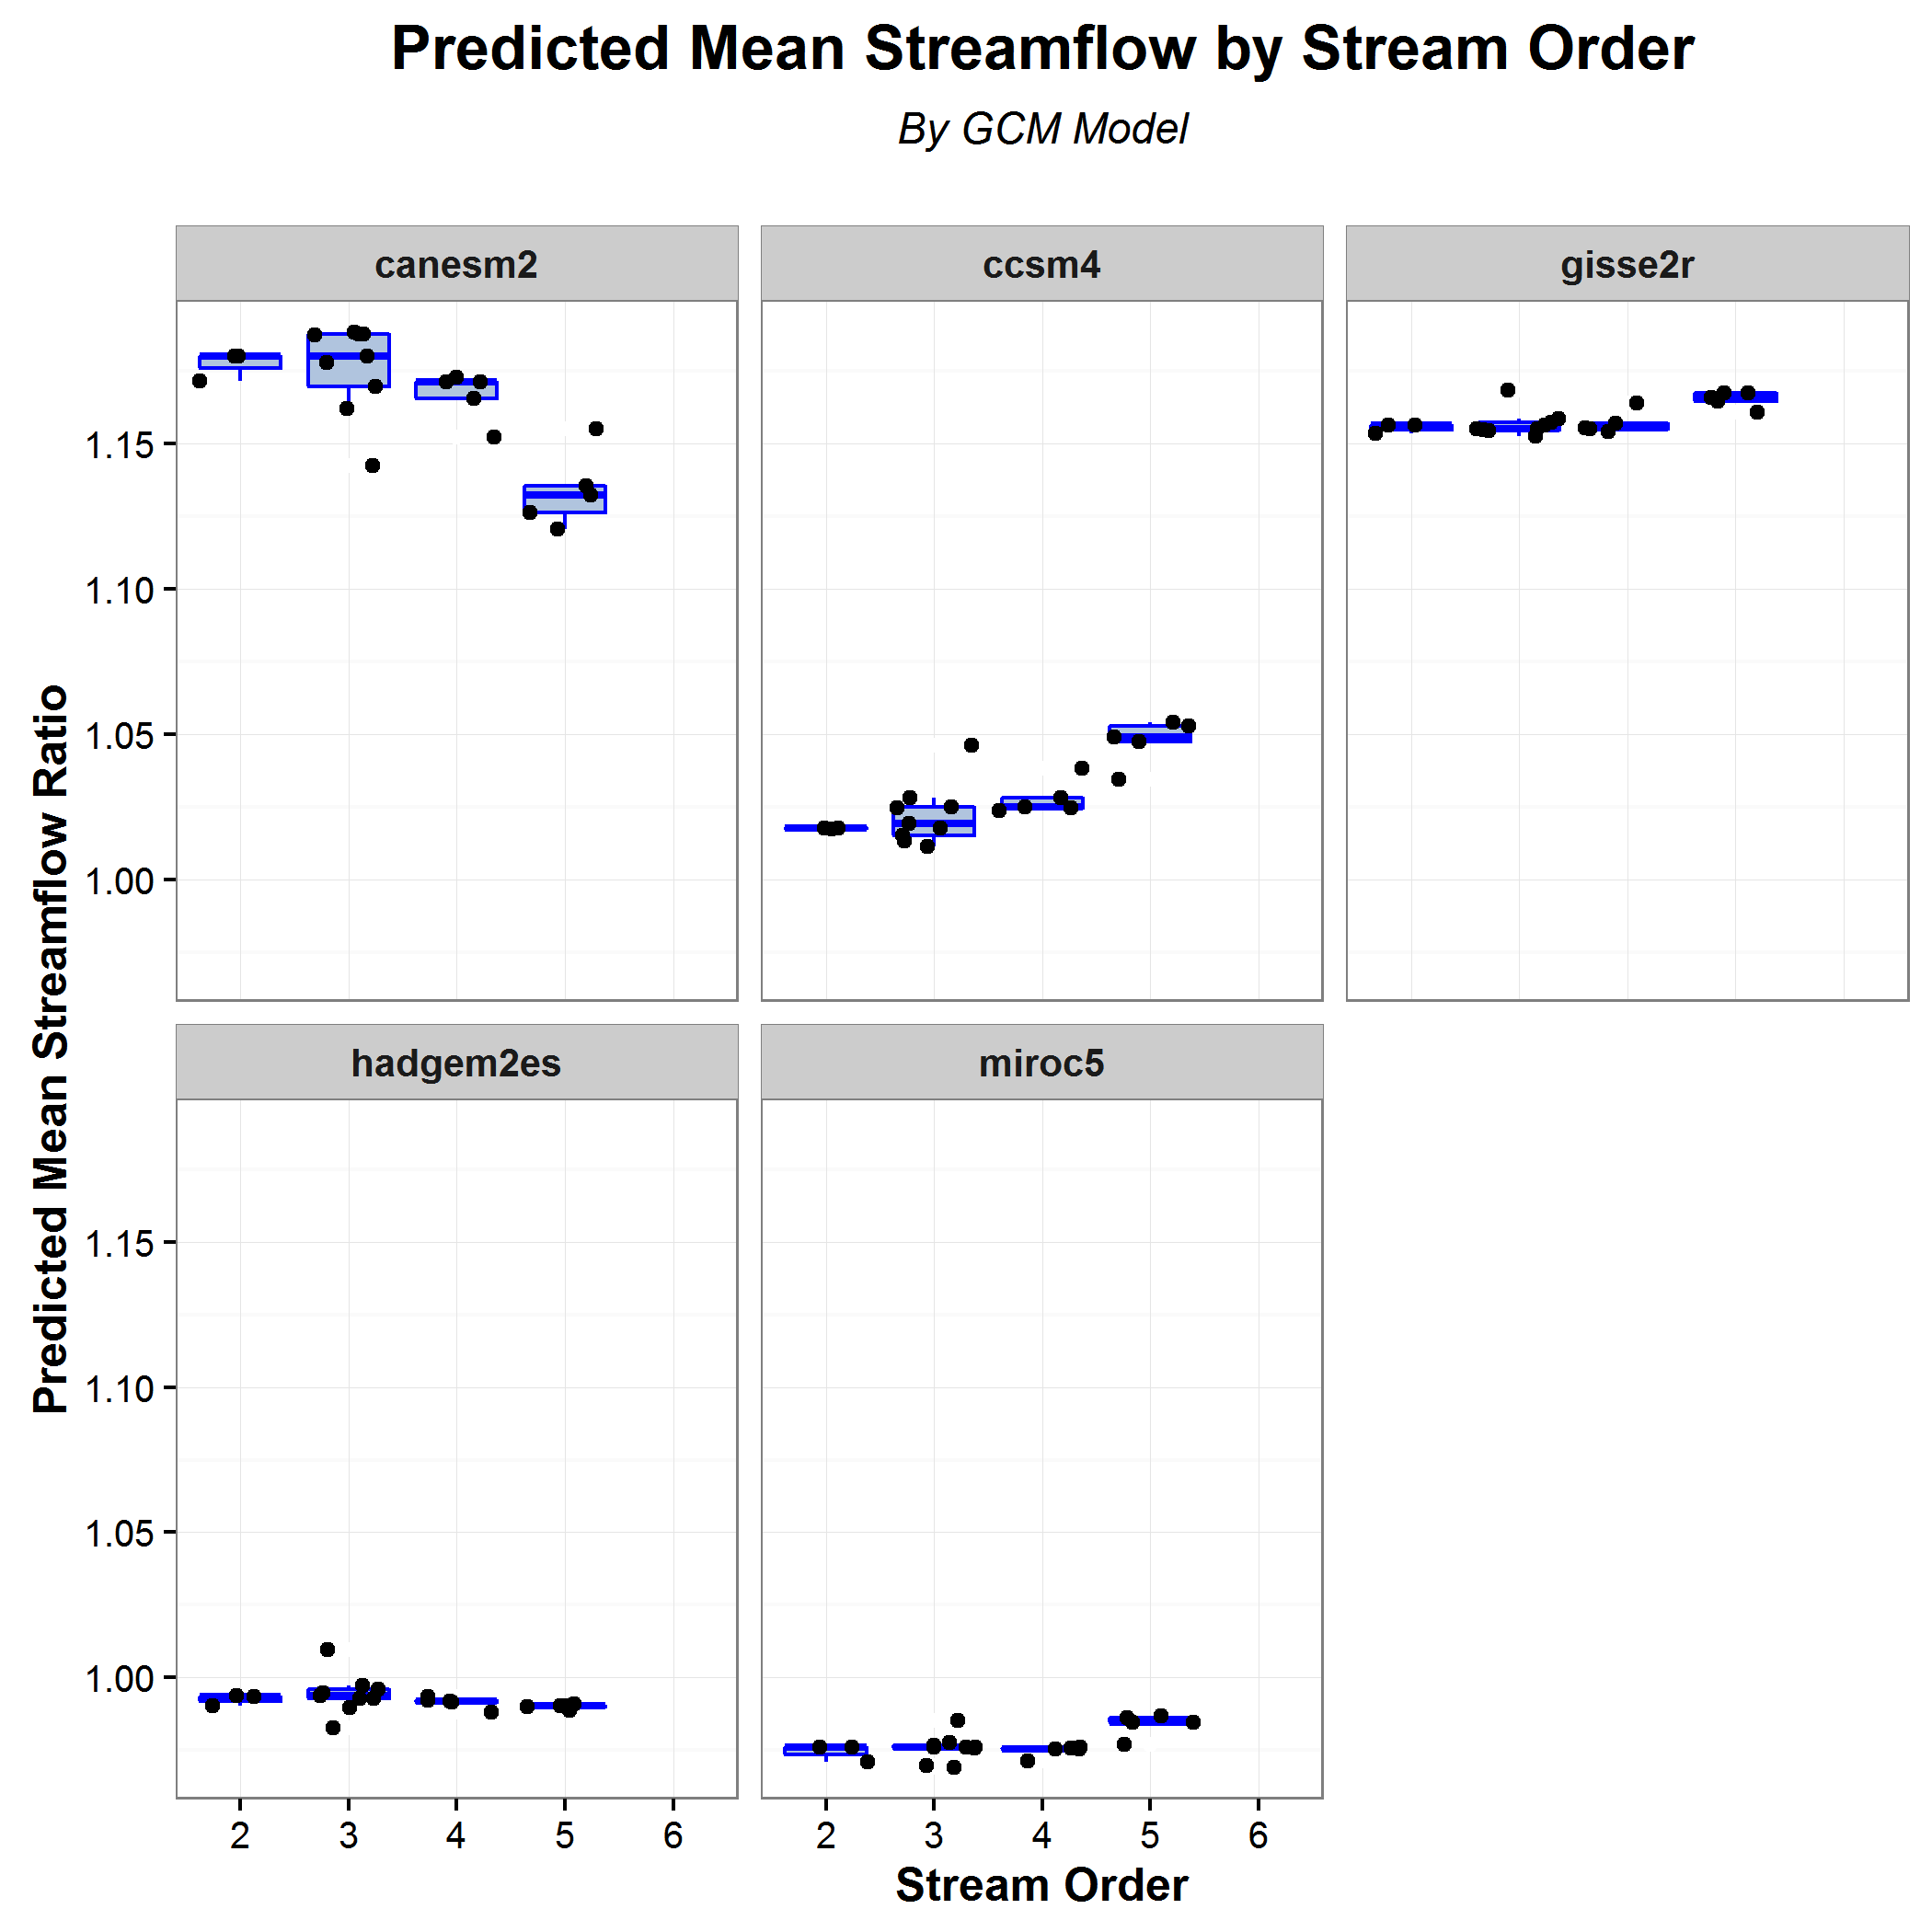 Predicted Mean Streamflow by Stream Order
By GCM Model
canesm2
ccsm4
gisse2r
1.15
1.10
1.05
1.00
Predicted Mean Streamflow Ratio
hadgem2es
miroc5
1.15
1.10
1.05
1.00
2 3 4 5 6
2 3 4 5 6
Stream Order